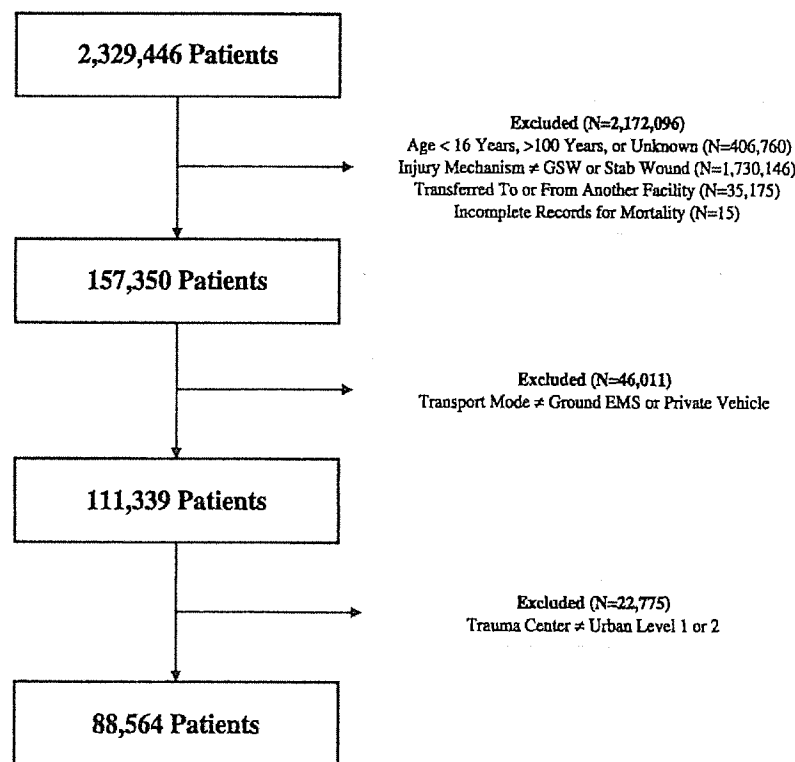 2,329,446 Patients
Excluded (N=2,172,096)
Age < 16 Years, >100 Years, or Unknown (N=406,760)
Injury Mechanism ≠ GSW or Stab Wound (N=1,730,146)
Transferred To or From Another Facility (N=35,175)
Incomplete Records for Mortality (N=15)
157,350 Patients
Excluded (N=46,011)
Transport Mode ≠ Ground EMS or Private Vehicle
111,339 Patients
Excluded (N=22,775)
Trauma Center ≠ Urban Level 1 or 2
88,564 Patients